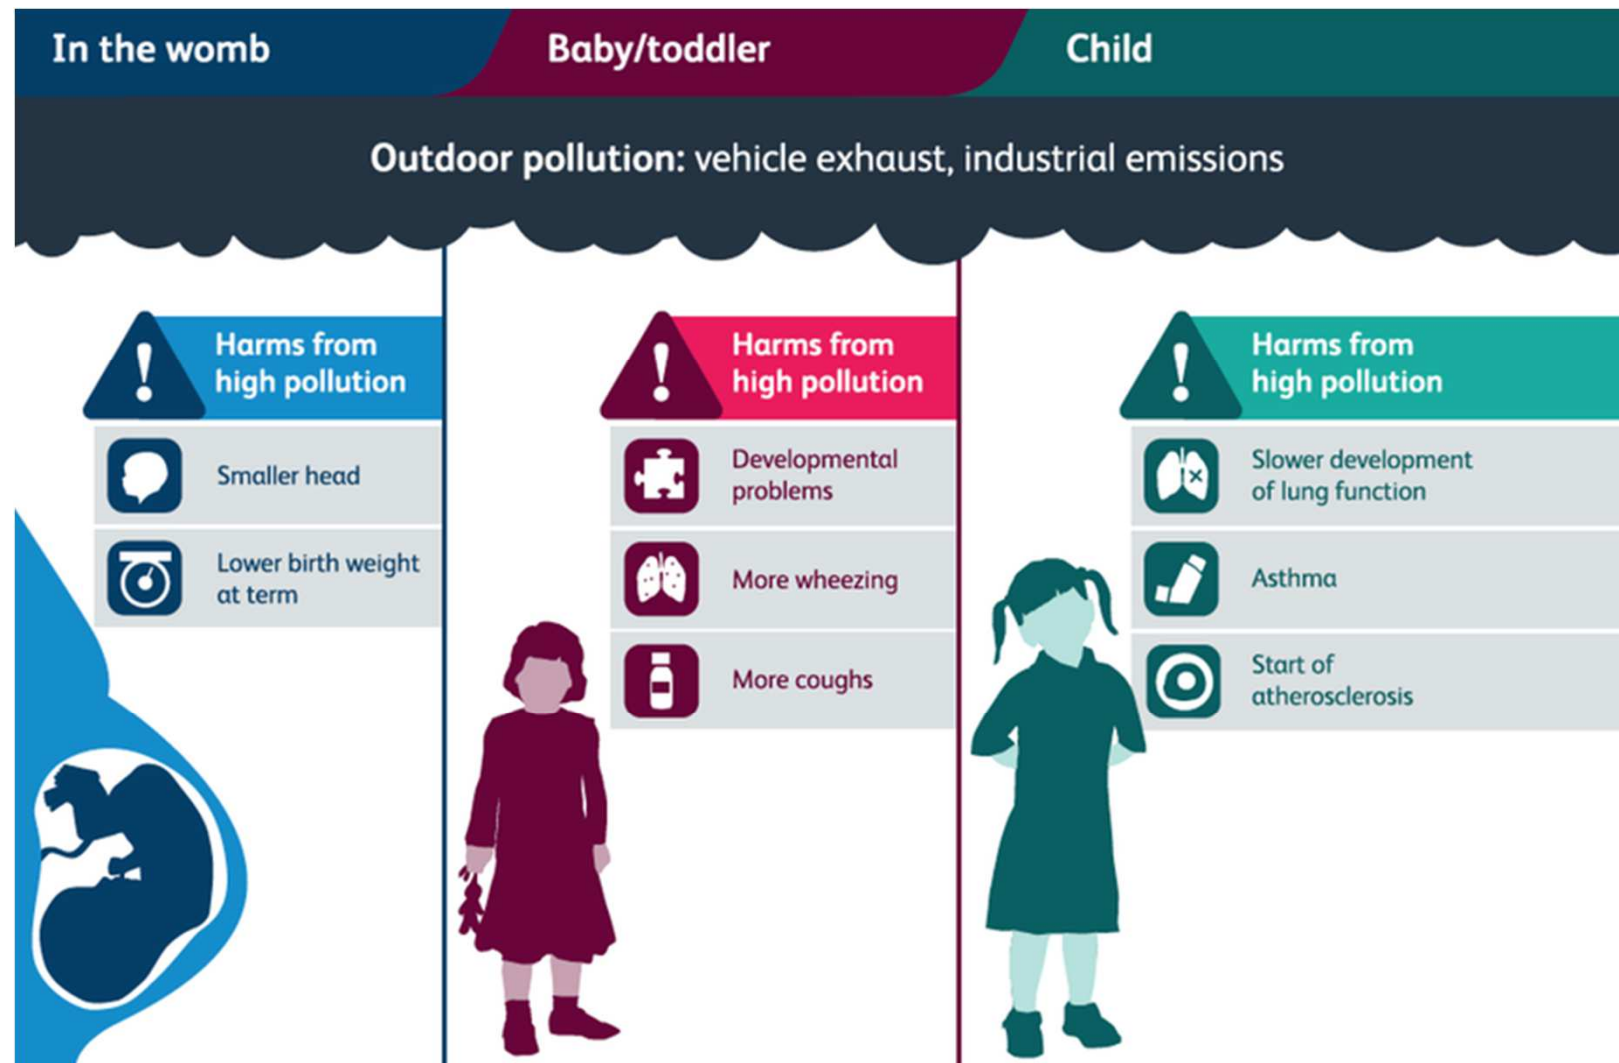 In the womb
Baby/toddler
Child
Outdoor pollution: vehicle exhaust, industrial emissions
Harms from
high pollution
Smaller head
Lower birth weight
at term
Harms from
high pollution
Developmental
problems
More wheezing
More coughs
Harms from
high pollution
Slower development
of lung function
Asthma
Start of
atherosclerosis